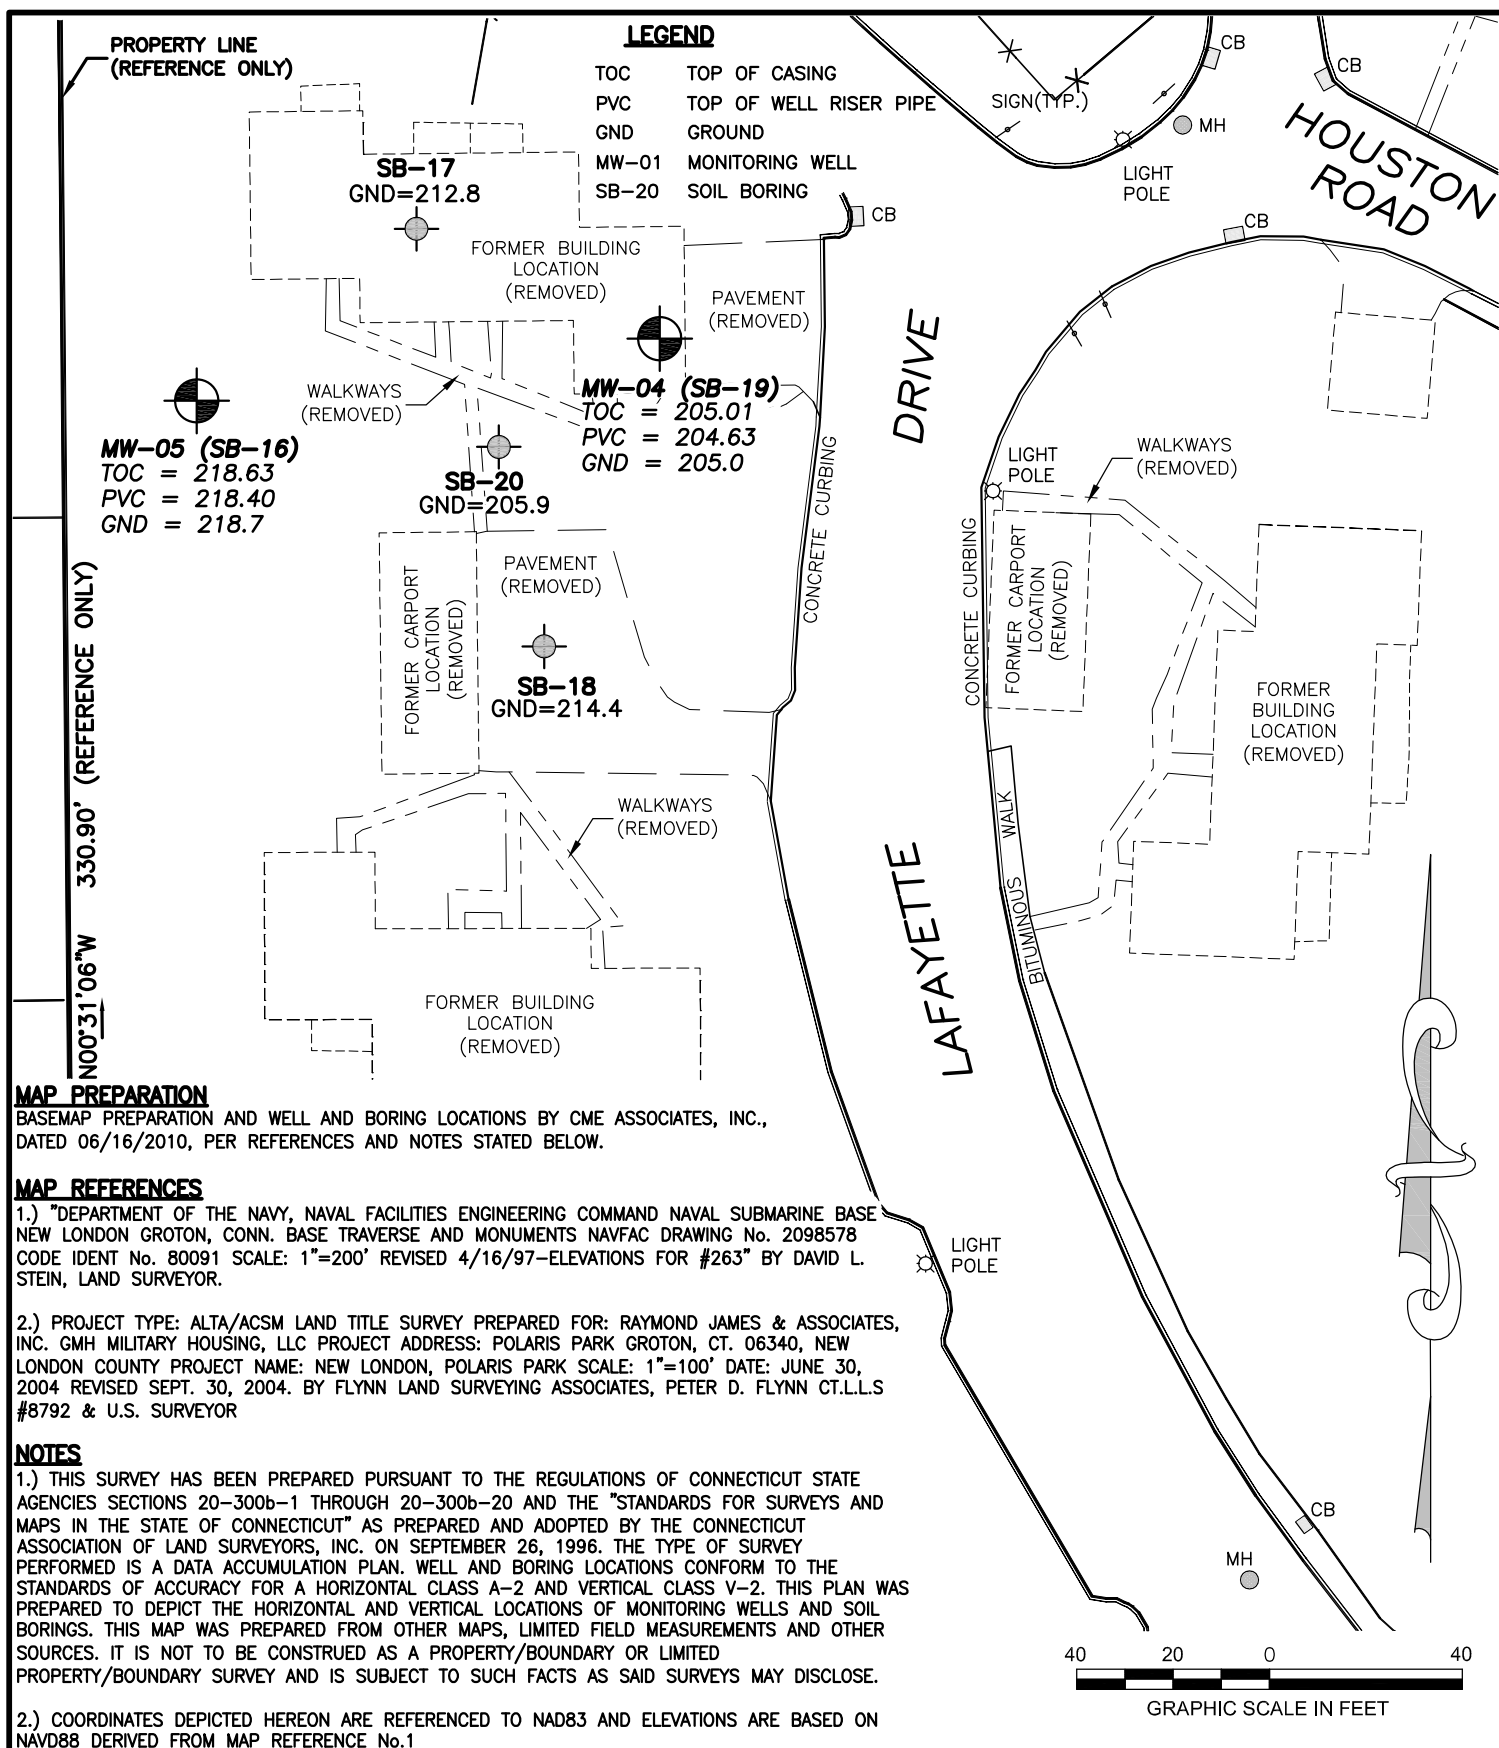 PROPERTY LINE
(REFERENCE ONLY)
LEGEND
TOC TOP OF CASING
PVC TOP OF WELL RISER PIPE
GND GROUND
MW-01 MONITORING WELL
SB-20 SOIL BORING
SIGN(TYP.)
CB
CB
MH
LIGHT
POLE
HOUSTON
ROAD
CB
CB
SB-17
GND=212.8
FORMER BUILDING
LOCATION
(REMOVED)
PAVEMENT
(REMOVED)
WALKWAYS
(REMOVED)
MW-04 (SB-19)
TOC = 205.01
PVC = 204.63
GND = 205.0
MW-05 (SB-16)
TOC = 218.63
PVC = 218.40
GND = 218.7
SB-20
GND=205.9
DRIVE
CONCRETE CURBING
LIGHT
POLE
WALKWAYS
(REMOVED)
CONCRETE CURBING
FORMER CARPORT
LOCATION
(REMOVED)
PAVEMENT
(REMOVED)
FORMER CARPORT
LOCATION
(REMOVED)
SB-18
GND=214.4
FORMER
BUILDING
LOCATION
(REMOVED)
N00°31'06"W 330.90' (REFERENCE ONLY)
WALKWAYS
(REMOVED)
BITUMINOUS WALK
LAFAYETTE
FORMER BUILDING
LOCATION
(REMOVED)
MAP PREPARATION
BASEMAP PREPARATION AND WELL AND BORING LOCATIONS BY CME ASSOCIATES, INC.,
DATED 06/16/2010, PER REFERENCES AND NOTES STATED BELOW.
MAP REFERENCES
1.) "DEPARTMENT OF THE NAVY, NAVAL FACILITIES ENGINEERING COMMAND NAVAL SUBMARINE BASE
NEW LONDON GROTON, CONN. BASE TRAVERSE AND MONUMENTS NAVFAC DRAWING No. 2098578
CODE IDENT No. 80091 SCALE: 1"=200' REVISED 4/16/97-ELEVATIONS FOR #263" BY DAVID L.
STEIN, LAND SURVEYOR.
2.) PROJECT TYPE: ALTA/ACSM LAND TITLE SURVEY PREPARED FOR: RAYMOND JAMES & ASSOCIATES,
INC. GMH MILITARY HOUSING, LLC PROJECT ADDRESS: POLARIS PARK GROTON, CT. 06340, NEW
LONDON COUNTY PROJECT NAME: NEW LONDON, POLARIS PARK SCALE: 1"=100' DATE: JUNE 30,
2004 REVISED SEPT. 30, 2004. BY FLYNN LAND SURVEYING ASSOCIATES, PETER D. FLYNN CT.L.L.S
#8792 & U.S. SURVEYOR
LIGHT
POLE
NOTES
1.) THIS SURVEY HAS BEEN PREPARED PURSUANT TO THE REGULATIONS OF CONNECTICUT STATE
AGENCIES SECTIONS 20-300b-1 THROUGH 20-300b-20 AND THE "STANDARDS FOR SURVEYS AND
MAPS IN THE STATE OF CONNECTICUT" AS PREPARED AND ADOPTED BY THE CONNECTICUT
ASSOCIATION OF LAND SURVEYORS, INC. ON SEPTEMBER 26, 1996. THE TYPE OF SURVEY
PERFORMED IS A DATA ACCUMULATION PLAN. WELL AND BORING LOCATIONS CONFORM TO THE
STANDARDS OF ACCURACY FOR A HORIZONTAL CLASS A-2 AND VERTICAL CLASS V-2. THIS PLAN WAS
PREPARED TO DEPICT THE HORIZONTAL AND VERTICAL LOCATIONS OF MONITORING WELLS AND SOIL
BORINGS. THIS MAP WAS PREPARED FROM OTHER MAPS, LIMITED FIELD MEASUREMENTS AND OTHER
SOURCES. IT IS NOT TO BE CONSTRUED AS A PROPERTY/BOUNDARY OR LIMITED
PROPERTY/BOUNDARY SURVEY AND IS SUBJECT TO SUCH FACTS AS SAID SURVEYS MAY DISCLOSE.
2.) COORDINATES DEPICTED HEREON ARE REFERENCED TO NAD83 AND ELEVATIONS ARE BASED ON
NAVD88 DERIVED FROM MAP REFERENCE No.1
CB
MH
40 20 0 40
GRAPHIC SCALE IN FEET